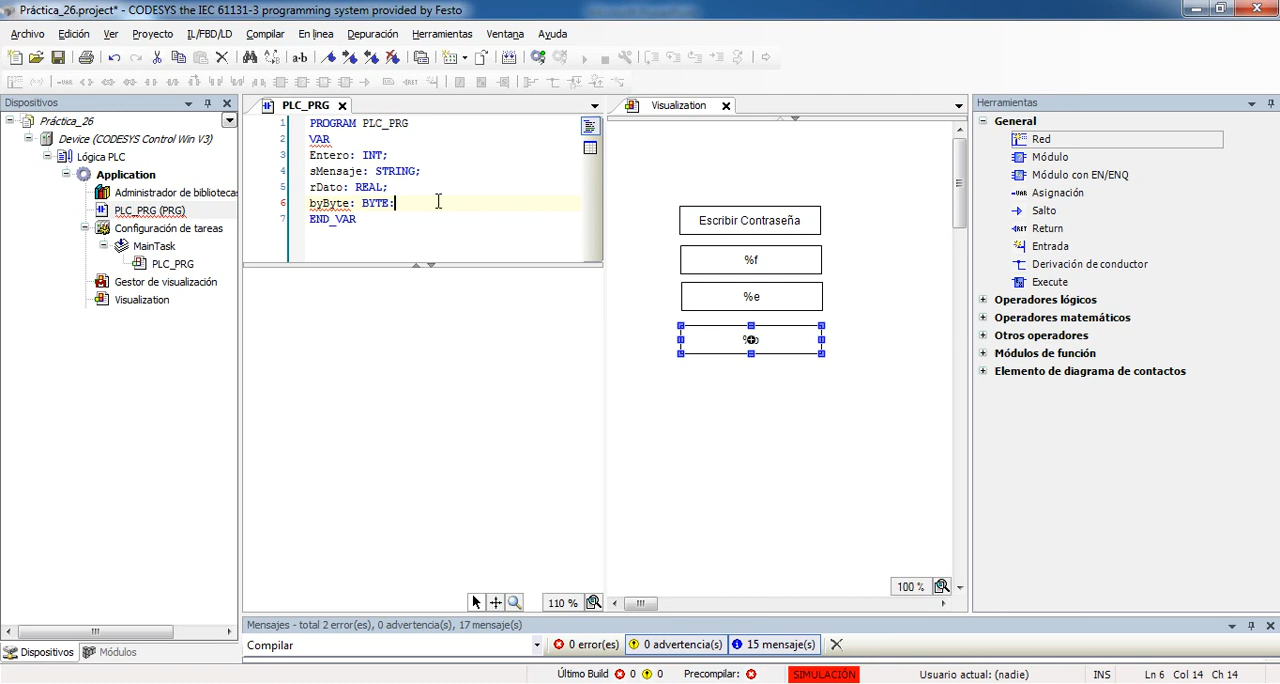 Práctica_26.project* - CODESYS the IEC 61131-3 programming system provided by Festo
Archivo Edición Ver Proyecto IL/FBD/LD Compilar En línea Depuración Herramientas Ventana Ayuda
Dispositivos
Práctica_26
Device (CODESYS Control Win V3)
Lógica PLC
Application
Administrador de bibliotecas
PLC_PRG (PRG)
Configuración de tareas
MainTask
PLC_PRG
Gestor de visualización
Visualization
Dispositivos Módulos
PLC_PRG
1 PROGRAM PLC_PRG
2 VAR
3 Entero: INT;
4 sMensaje: STRING;
5 rDato: REAL;
6 byByte: BYTE:
7 END_VAR
110 %
Visualization
Escribir Contraseña
%f
%e
100 %
Herramientas
General
Red
Módulo
Módulo con EN/ENQ
Asignación
Salto
Return
Entrada
Derivación de conductor
Execute
Operadores lógicos
Operadores matemáticos
Otros operadores
Módulos de función
Elemento de diagrama de contactos
Mensajes - total 2 error(es), 0 advertencia(s), 17 mensaje(s)
Compilar 0 error(es) 0 advertencia(s) 15 mensaje(s)
Último Build 0 0 Precompilar: SIMULACIÓN Usuario actual: (nadie) INS Ln 6 Col 14 Ch 14